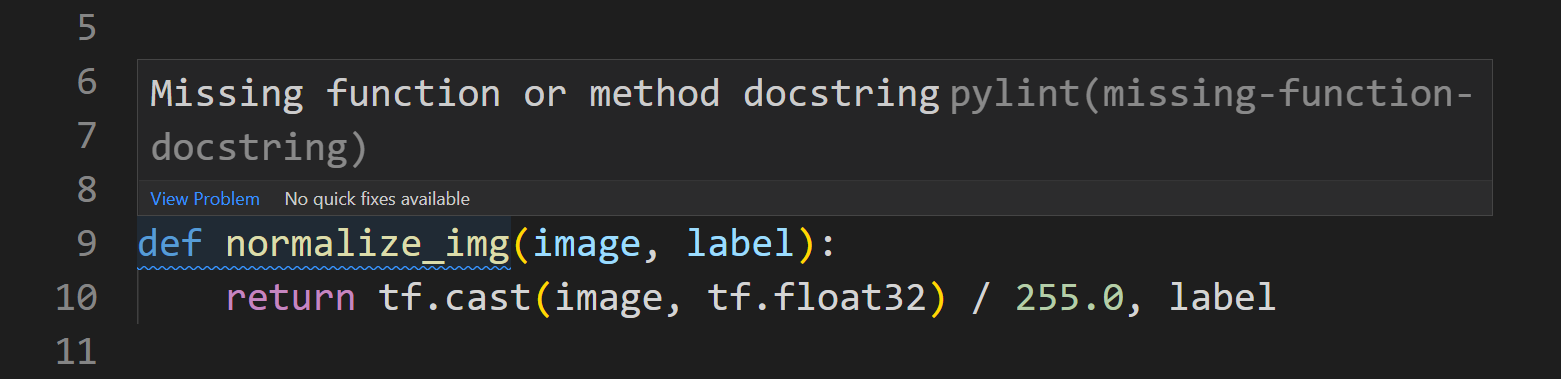 5
6
Missing function or method docstring pylint(missing-function-
7
docstring)
8
View Problem No quick fixes available
9 def normalize_img(image, label):
10     return tf.cast(image, tf.float32) / 255.0, label
11